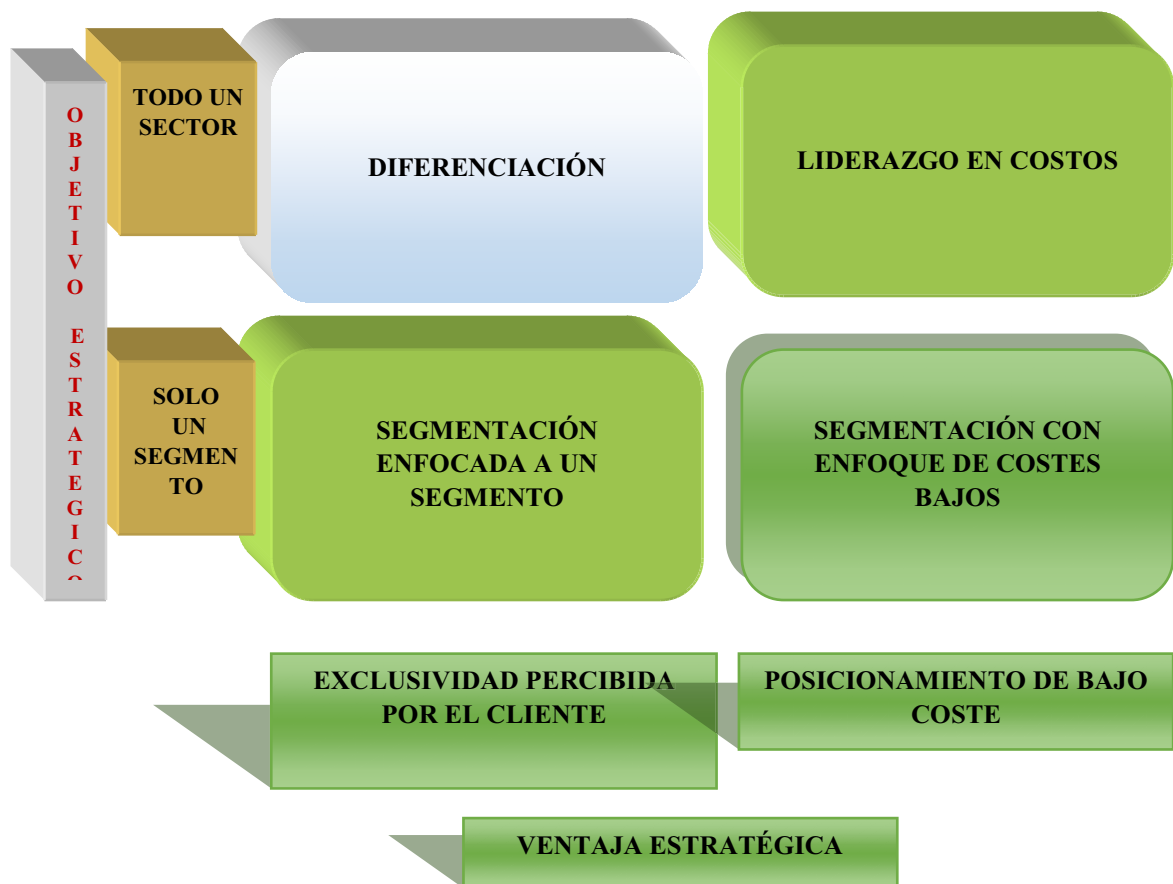 OBJETIVO ESTRATEGICO
TODO UN
SECTOR
DIFERENCIACIÓN
LIDERAZGO EN COSTOS
SOLO
UN
SEGMEN
TO
SEGMENTACIÓN
ENFOCADA A UN
SEGMENTO
SEGMENTACIÓN CON
ENFOQUE DE COSTES
BAJOS
EXCLUSIVIDAD PERCIBIDA
POR EL CLIENTE
POSICIONAMIENTO DE BAJO
COSTE
VENTAJA ESTRATÉGICA